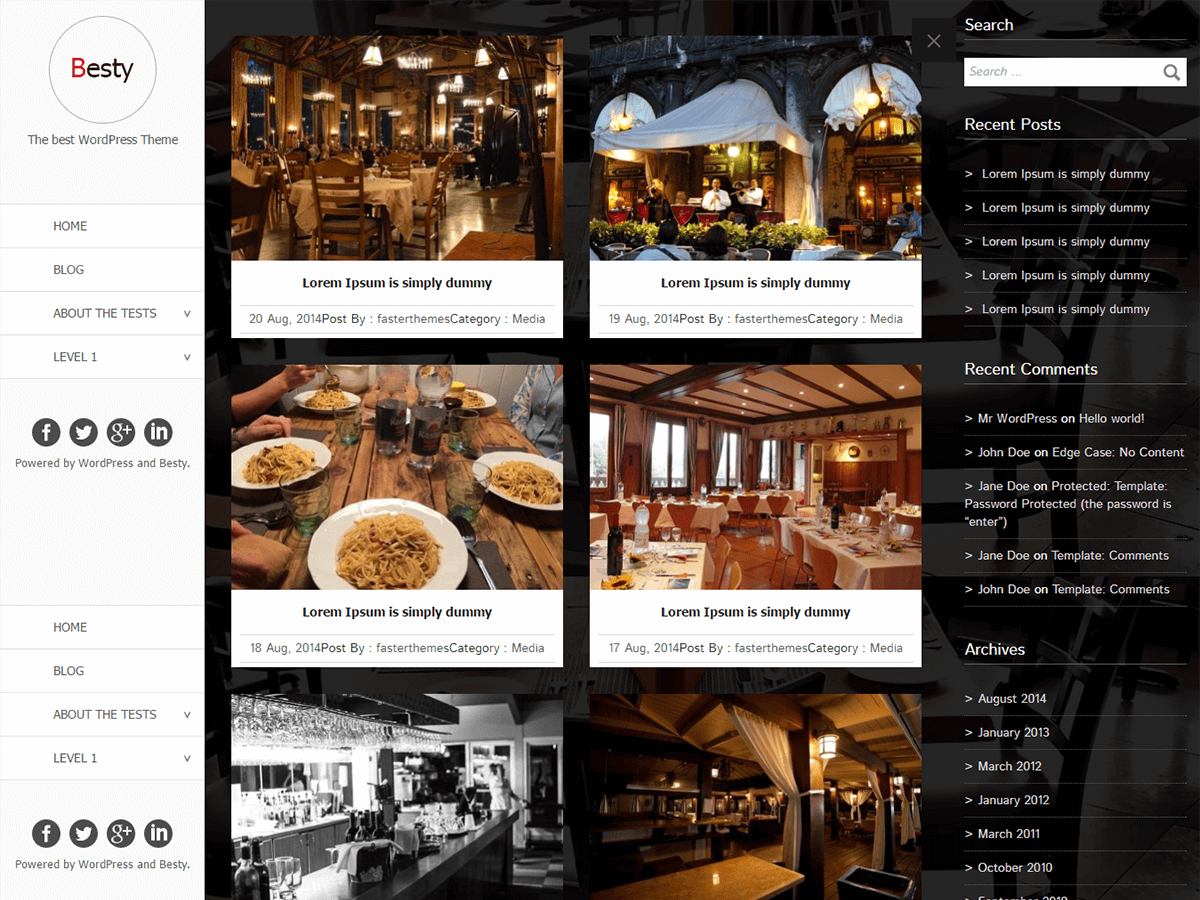 Besty
The best WordPress Theme
HOME
BLOG
ABOUT THE TESTS
LEVEL 1
Powered by WordPress and Besty.
HOME
BLOG
ABOUT THE TESTS
LEVEL 1
Powered by WordPress and Besty.
Lorem Ipsum is simply dummy
20 Aug, 2014Post By : fasterthemesCategory : Media
Lorem Ipsum is simply dummy
19 Aug, 2014Post By : fasterthemesCategory : Media
Lorem Ipsum is simply dummy
18 Aug, 2014Post By : fasterthemesCategory : Media
Lorem Ipsum is simply dummy
17 Aug, 2014Post By : fasterthemesCategory : Media
Search
Search ...
Recent Posts
> Lorem Ipsum is simply dummy
> Lorem Ipsum is simply dummy
> Lorem Ipsum is simply dummy
> Lorem Ipsum is simply dummy
> Lorem Ipsum is simply dummy
Recent Comments
> Mr WordPress on Hello world!
> John Doe on Edge Case: No Content
> Jane Doe on Protected: Template:
Password Protected (the password is
“enter”)
> Jane Doe on Template: Comments
> John Doe on Template: Comments
Archives
> August 2014
> January 2013
> March 2012
> January 2012
> March 2011
> October 2010
> September 2010